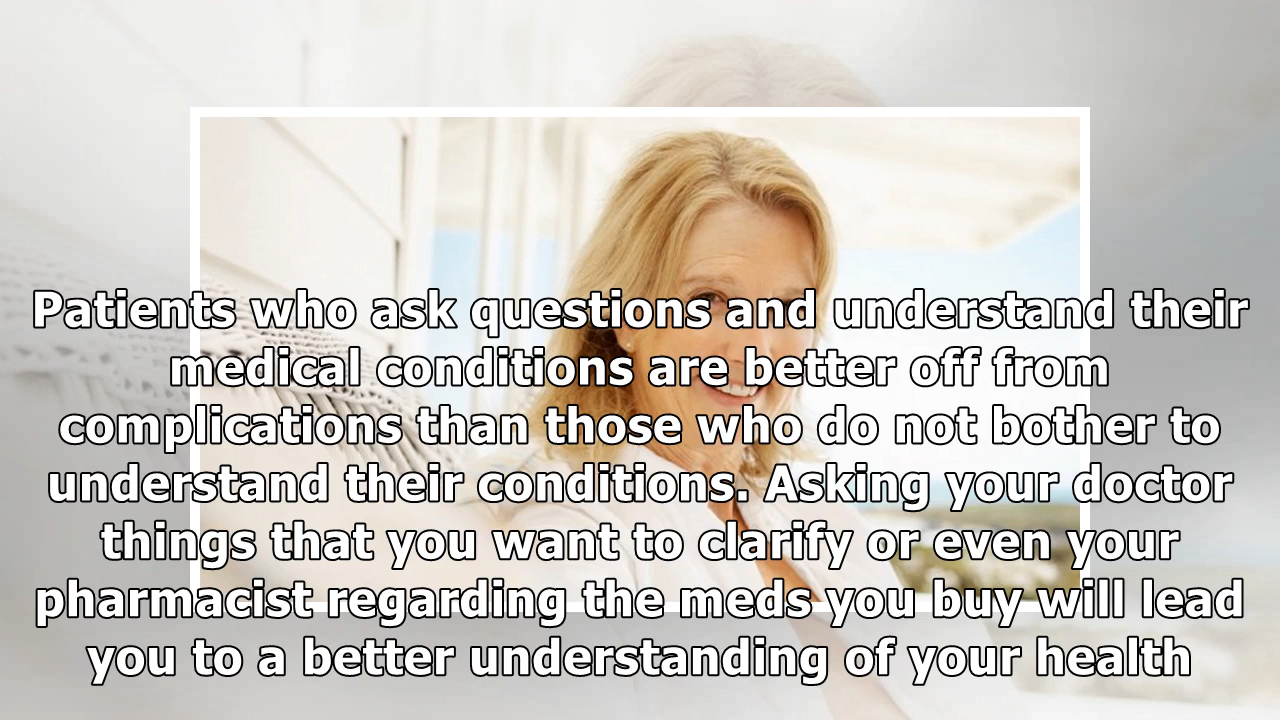 Patients who ask questions and understand their
medical conditions are better off from
complications than those who do not bother to
understand their conditions. Asking your doctor
things that you want to clarify or even your
pharmacist regarding the meds you buy will lead
you to a better understanding of your health